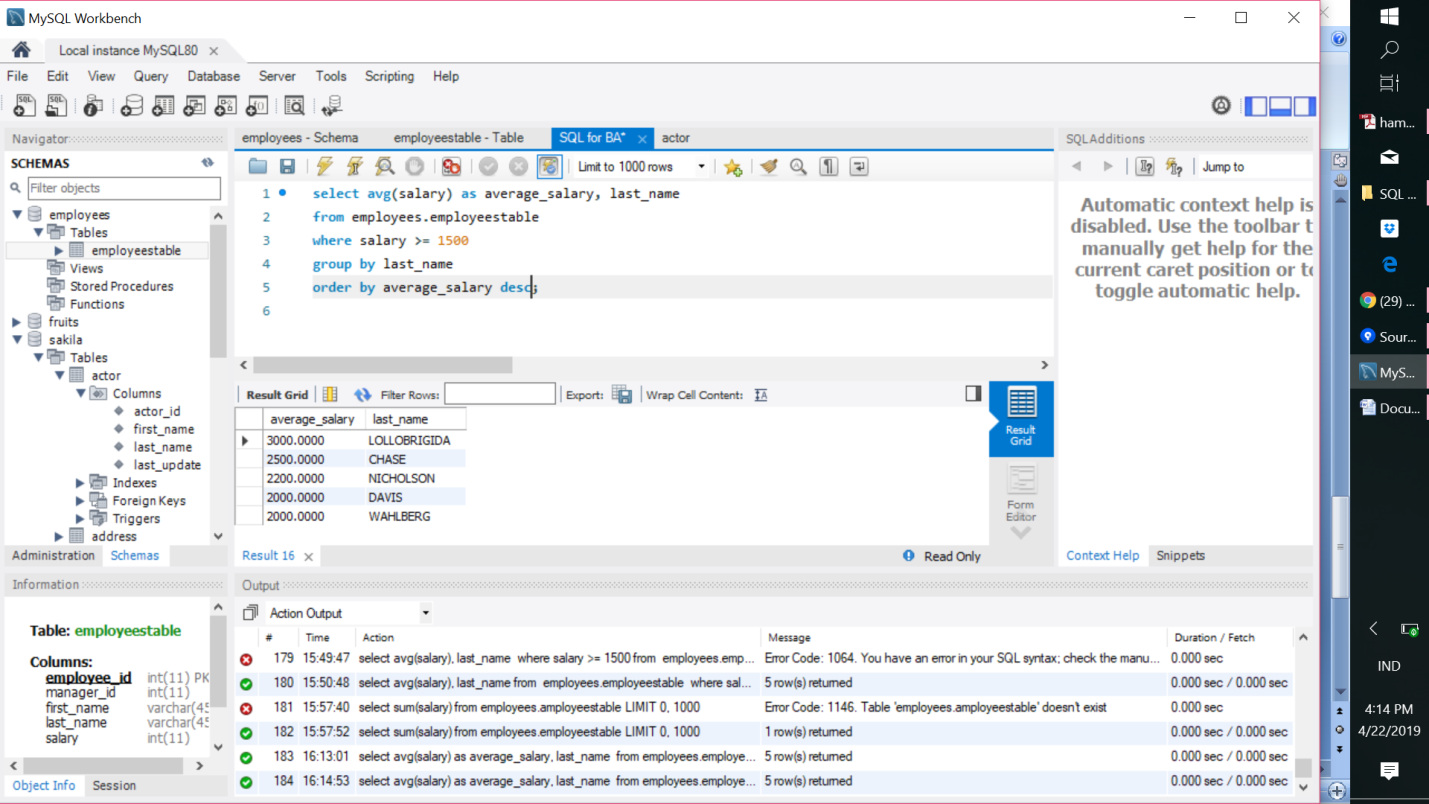 MySQL Workbench
Local instance MySQL80
File Edit View Query Database Server Tools Scripting Help
Navigator
SCHEMAS
Filter objects
employees
Tables
employeestable
Views
Stored Procedures
Functions
fruits
sakila
Tables
actor
Columns
actor_id
first_name
last_name
last_update
Indexes
Foreign Keys
Triggers
address
Administration Schemas
Information
Table: employeestable
Columns:
employee_id int(11) PK
manager_id int(11)
first_name varchar(45
last_name varchar(45
salary int(11)
Object Info Session
employees - Schema employeestable - Table SQL for BA* actor
Limit to 1000 rows
1 select avg(salary) as average_salary, last_name
2 from employees.employeestable
3 where salary >= 1500
4 group by last_name
5 order by average_salary desc;
6
Result Grid Filter Rows: Export: Wrap Cell Content:
average_salary last_name
3000.0000 LOLLOBRIGIDA
2500.0000 CHASE
2200.0000 NICHOLSON
2000.0000 DAVIS
2000.0000 WAHLBERG
Result Grid
Form Editor
Result 16 Read Only
SQLAdditions
Jump to
Automatic context help is
disabled. Use the toolbar t
manually get help for the
current caret position or to
toggle automatic help.
Context Help Snippets
Output
Action Output
# Time Action Message Duration / Fetch
179 15:49:47 select avg(salary), last_name where salary >= 1500 from employees.emp... Error Code: 1064. You have an error in your SQL syntax; check the manu... 0.000 sec
180 15:50:48 select avg(salary), last_name from employees.employeestable where sal... 5 row(s) returned 0.000 sec / 0.000 sec
181 15:57:40 select sum(salary) from employees.amployeestable LIMIT 0, 1000 Error Code: 1146. Table 'employees.amployeestable' doesn't exist 0.000 sec
182 15:57:52 select sum(salary) from employees.employeestable LIMIT 0, 1000 1 row(s) returned 0.000 sec / 0.000 sec
183 16:13:01 select avg(salary) as average_salary, last_name from employees.employe... 5 row(s) returned 0.000 sec / 0.000 sec
184 16:14:53 select avg(salary) as average_salary, last_name from employees.employe... 5 row(s) returned 0.000 sec / 0.000 sec
ham...
SQL ...
(29) ...
Sour...
MyS...
Docu...
IND
4:14 PM
4/22/2019